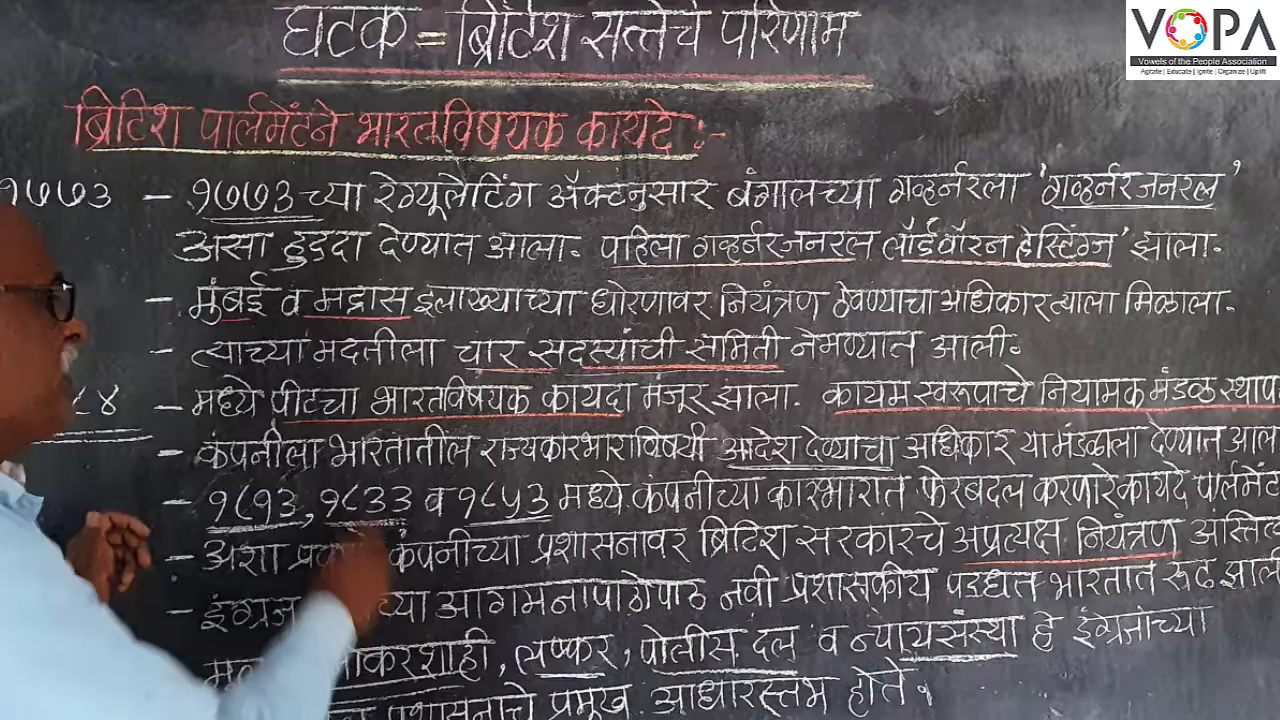 घटक = ब्रिटिश सत्तेचे परिणाम
VOPA
Vowels of the People Association
Agitate | Educate | Ignite | Organize | Uplift
ब्रिटिश पार्लमेंटने भारतविषयक कायदे :-
१७७३ - १७७३ च्या रेग्यूलेटिंग ॲक्टनुसार बंगालच्या गव्हर्नरला 'गव्हर्नर जनरल'
असा हुददा देण्यात आला. पहिला गव्हर्नर जनरल लॉर्ड वॉरन हेस्टिंग्ज' झाला.
- मुंबई व मद्रास इलाख्याच्या धोरणावर नियंत्रण ठेवण्याचा अधिकार त्याला मिळाला.
- त्याच्या मदतीला चार सदस्यांची समिती नेमण्यात आली.
८४ - मध्ये पीटचा भारतविषयक कायदा मंजूर झाला. कायम स्वरूपाचे नियामक मंडळ स्थाप
- कंपनीला भारतातील राज्यकारभाराविषयी आदेश देण्याचा अधिकार या मंडळाला देण्यात आल
- १८१३, १८३३ व १८५३ मध्ये कंपनीच्या कारभारात फेरबदल करणारे कायदे पार्लमेंट
- अशा कंपनीच्या प्रशासनावर ब्रिटिश सरकारचे अप्रत्यक्ष नियंत्रण अस्तित्व
- इंग्रज च्या आगमनापाठोपाठ नवी प्रशासकीय पडधत भारतात रूढ झाली
मुल ोकरशाही, लष्कर, पोलीस दल व न्यायसंस्था हे इंग्रजांच्या
प्रशासनाचे प्रमुख आधारस्तंभ होते.